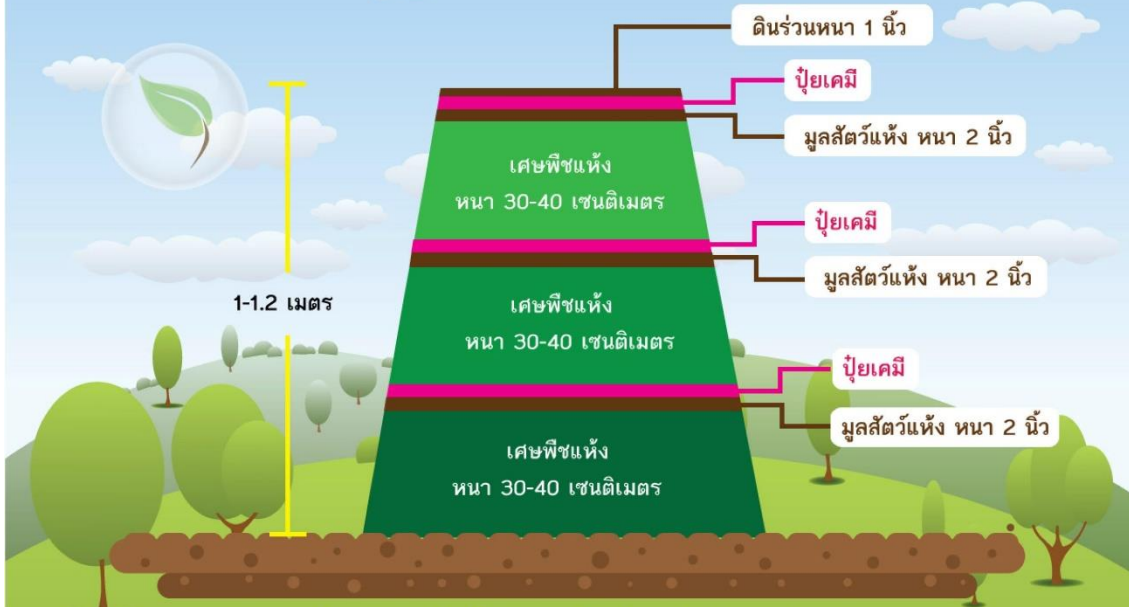 ดินร่วนหนา 1 นิ้ว
ปุ๋ยเคมี
มูลสัตว์แห้ง หนา 2 นิ้ว
เศษพืชแห้ง
หนา 30-40 เซนติเมตร
ปุ๋ยเคมี
มูลสัตว์แห้ง หนา 2 นิ้ว
1-1.2 เมตร
เศษพืชแห้ง
หนา 30-40 เซนติเมตร
ปุ๋ยเคมี
มูลสัตว์แห้ง หนา 2 นิ้ว
เศษพืชแห้ง
หนา 30-40 เซนติเมตร